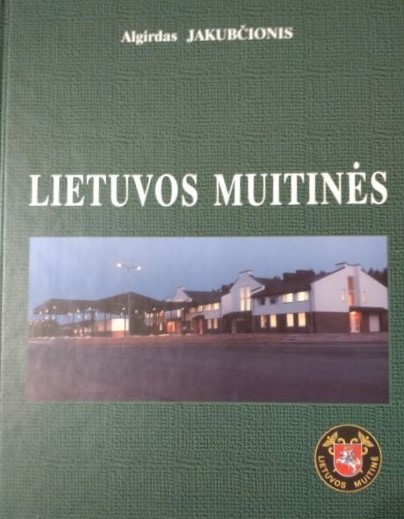 Algirdas JAKUBČIONIS
LIETUVOS MUITINĖS
LIETUVOS MUITINĖ